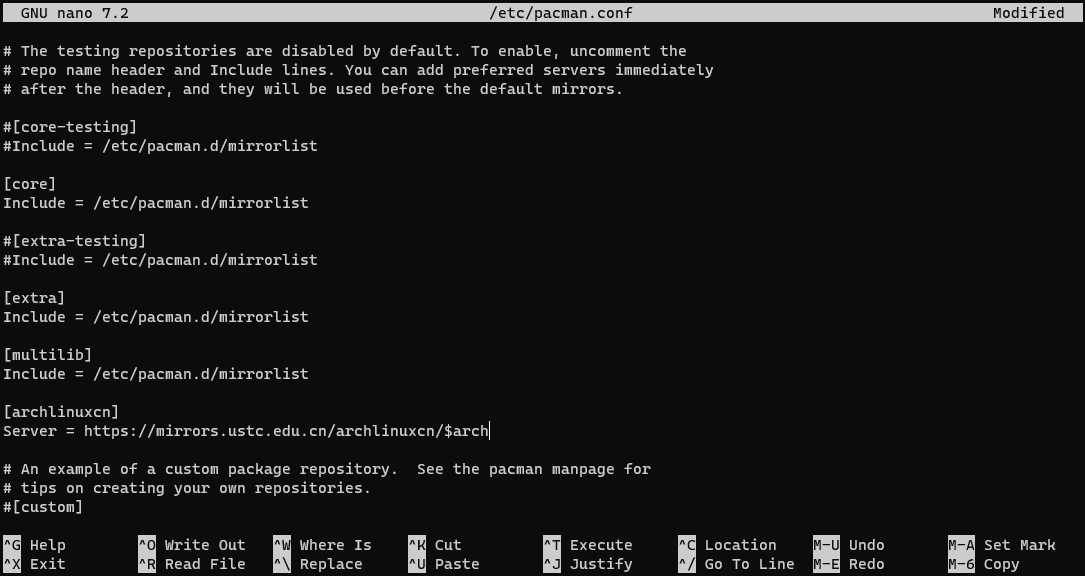 GNU nano 7.2 /etc/pacman.conf Modified
# The testing repositories are disabled by default. To enable, uncomment the
# repo name header and Include lines. You can add preferred servers immediately
# after the header, and they will be used before the default mirrors.
#[core-testing]
#Include = /etc/pacman.d/mirrorlist
[core]
Include = /etc/pacman.d/mirrorlist
#[extra-testing]
#Include = /etc/pacman.d/mirrorlist
[extra]
Include = /etc/pacman.d/mirrorlist
[multilib]
Include = /etc/pacman.d/mirrorlist
[archlinuxcn]
Server = https://mirrors.ustc.edu.cn/archlinuxcn/$arch
# An example of a custom package repository.  See the pacman manpage for
# tips on creating your own repositories.
#[custom]
^G Help ^O Write Out ^W Where Is ^K Cut ^T Execute ^C Location M-U Undo M-A Set Mark
^X Exit ^R Read File ^\ Replace ^U Paste ^J Justify ^/ Go To Line M-E Redo M-6 Copy